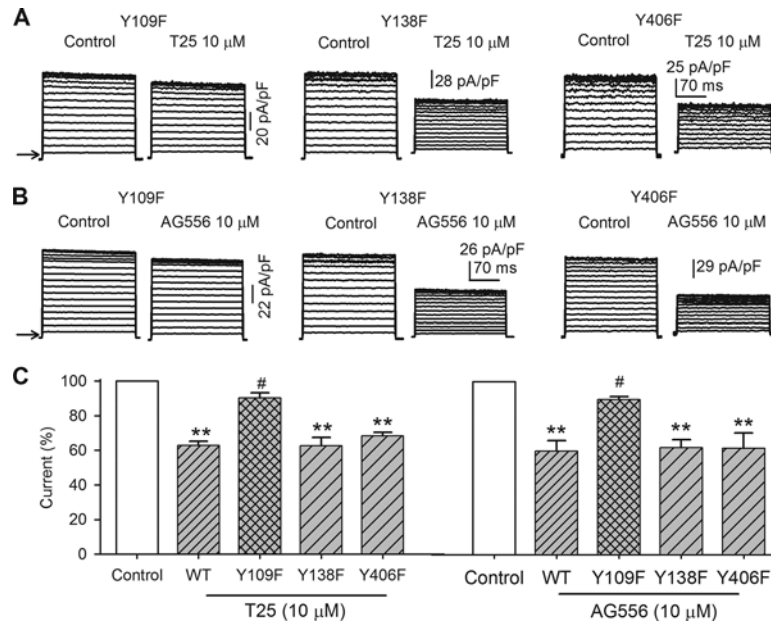 A
Y109F
Y138F
Y406F
Control
T25 10 μM
Control
T25 10 μM
Control
T25 10 μM
20 pA/pF
28 pA/pF
25 pA/pF
70 ms
B
Y109F
Y138F
Y406F
Control
AG556 10 μM
Control
AG556 10 μM
Control
AG556 10 μM
22 pA/pF
26 pA/pF
70 ms
29 pA/pF
C
Current (%)
100
80
60
40
20
0
**
#
**
**
**
#
**
**
Control
WT
Y109F
Y138F
Y406F
Control
WT
Y109F
Y138F
Y406F
T25 (10 μM)
AG556 (10 μM)